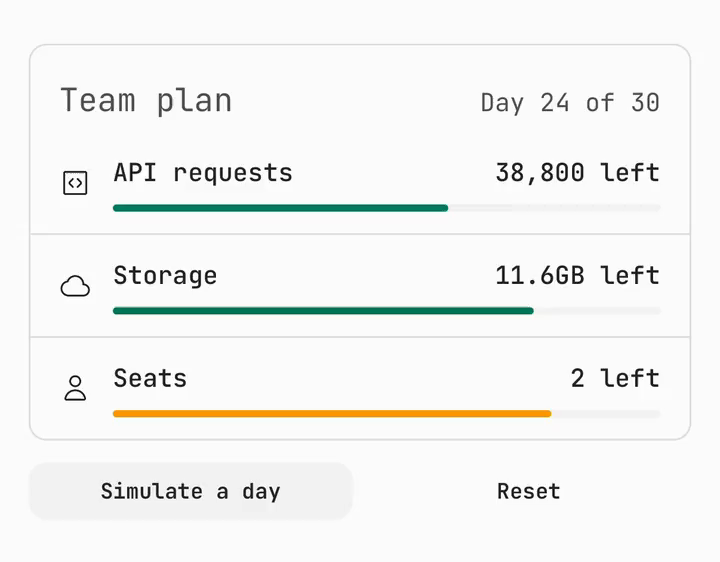 Team plan
Day 24 of 30
API requests
38,800 left
Storage
11.6GB left
Seats
2 left
Simulate a day
Reset